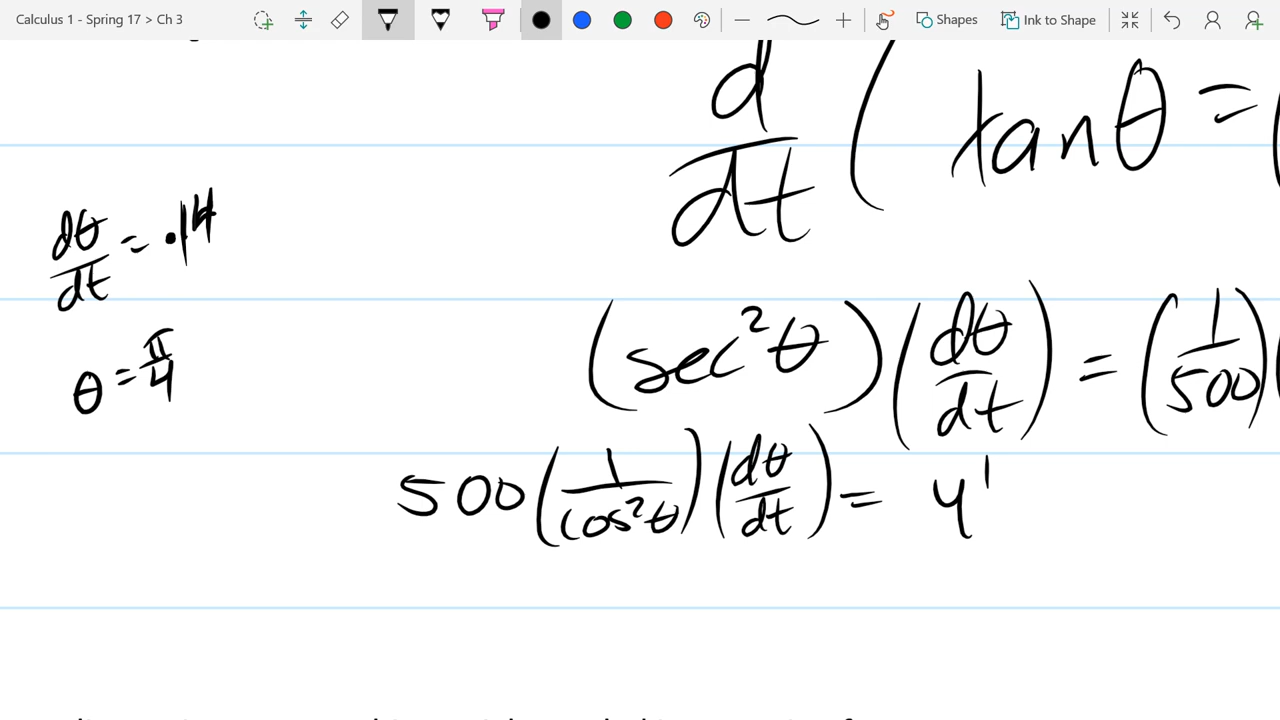 Calculus 1 - Spring 17 > Ch 3 Shapes Ink to Shape
d/dt ( tanθ = (
dθ/dt = .14
θ = π/4
(sec²θ)(dθ/dt) = (1/500)(
500(1/cos²θ)(dθ/dt) = y'